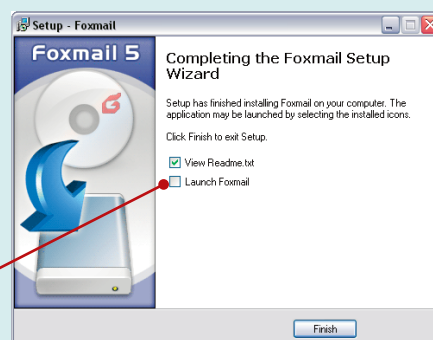 Setup - Foxmail
Foxmail 5
Completing the Foxmail Setup
Wizard
Setup has finished installing Foxmail on your computer. The
application may be launched by selecting the installed icons.
Click Finish to exit Setup.
View Readme.txt
Launch Foxmail
Finish